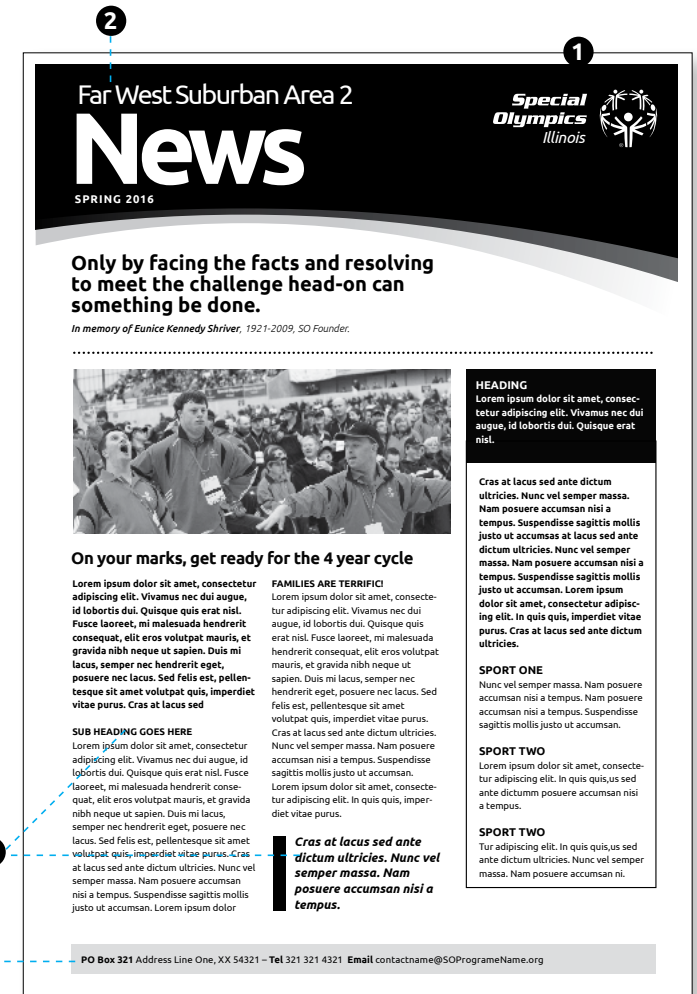 2
1
Far West Suburban Area 2
News
SPRING 2016
Special
Olympics
Illinois
Only by facing the facts and resolving
to meet the challenge head-on can
something be done.
In memory of Eunice Kennedy Shriver, 1921-2009, SO Founder.
On your marks, get ready for the 4 year cycle
Lorem ipsum dolor sit amet, consectetur
adipiscing elit. Vivamus nec dui augue,
id lobortis dui. Quisque quis erat nisl.
Fusce laoreet, mi malesuada hendrerit
consequat, elit eros volutpat mauris, et
gravida nibh neque ut sapien. Duis mi
lacus, semper nec hendrerit eget,
posuere nec lacus. Sed felis est, pellen-
tesque sit amet volutpat quis, imperdiet
vitae purus. Cras at lacus sed
SUB HEADING GOES HERE
Lorem ipsum dolor sit amet, consectetur
adipiscing elit. Vivamus nec dui augue, id
lobortis dui. Quisque quis erat nisl. Fusce
laoreet, mi malesuada hendrerit conse-
quat, elit eros volutpat mauris, et gravida
nibh neque ut sapien. Duis mi lacus,
semper nec hendrerit eget, posuere nec
lacus. Sed felis est, pellentesque sit amet
volutpat quis, imperdiet vitae purus. Cras
at lacus sed ante dictum ultricies. Nunc vel
semper massa. Nam posuere accumsan
nisi a tempus. Suspendisse sagittis mollis
justo ut accumsan. Lorem ipsum dolor
FAMILIES ARE TERRIFIC!
Lorem ipsum dolor sit amet, consecte-
tur adipiscing elit. Vivamus nec dui
augue, id lobortis dui. Quisque quis
erat nisl. Fusce laoreet, mi malesuada
hendrerit consequat, elit eros volutpat
mauris, et gravida nibh neque ut
sapien. Duis mi lacus, semper nec
hendrerit eget, posuere nec lacus. Sed
felis est, pellentesque sit amet
volutpat quis, imperdiet vitae purus.
Cras at lacus sed ante dictum ultricies.
Nunc vel semper massa. Nam posuere
accumsan nisi a tempus. Suspendisse
sagittis mollis justo ut accumsan.
Lorem ipsum dolor sit amet, consecte-
tur adipiscing elit. In quis quis, imper-
diet vitae purus.
Cras at lacus sed ante
dictum ultricies. Nunc vel
semper massa. Nam
posuere accumsan nisi a
tempus.
HEADING
Lorem ipsum dolor sit amet, consec-
tetur adipiscing elit. Vivamus nec dui
augue, id lobortis dui. Quisque erat
nisl.
Cras at lacus sed ante dictum
ultricies. Nunc vel semper massa.
Nam posuere accumsan nisi a
tempus. Suspendisse sagittis mollis
justo ut accumsas at lacus sed ante
dictum ultricies. Nunc vel semper
massa. Nam posuere accumsan nisi a
tempus. Suspendisse sagittis mollis
justo ut accumsan. Lorem ipsum
dolor sit amet, consectetur adipisc-
ing elit. In quis quis, imperdiet vitae
purus. Cras at lacus sed ante dictum
ultricies.
SPORT ONE
Nunc vel semper massa. Nam posuere
accumsan nisi a tempus. Nam posuere
accumsan nisi a tempus. Suspendisse
sagittis mollis justo ut accumsan.
SPORT TWO
Lorem ipsum dolor sit amet, consecte-
tur adipiscing elit. In quis quis,us sed
ante dictumm posuere accumsan nisi
a tempus.
SPORT TWO
Tur adipiscing elit. In quis quis,us sed
ante dictum ultricies. Nunc vel semper
massa. Nam posuere accumsan ni.
PO Box 321 Address Line One, XX 54321 – Tel 321 321 4321 Email contactname@SOProgrameName.org